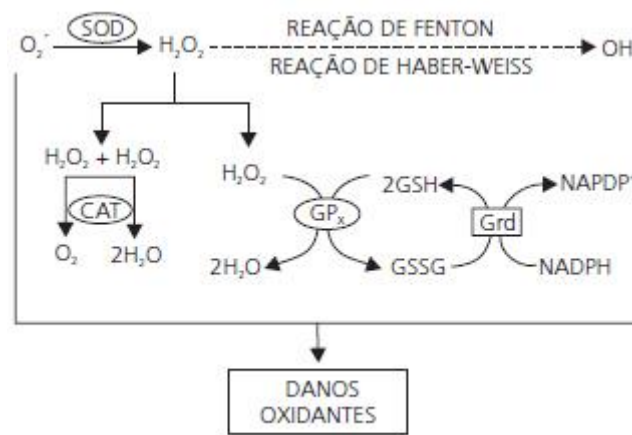 O₂⁻ SOD H₂O₂ REAÇÃO DE FENTON OH
REAÇÃO DE HABER-WEISS
H₂O₂ + H₂O₂
CAT
O₂ 2H₂O
H₂O₂ 2GSH NAPDP⁺
GPₓ Grd
2H₂O GSSG NADPH
DANOS
OXIDANTES